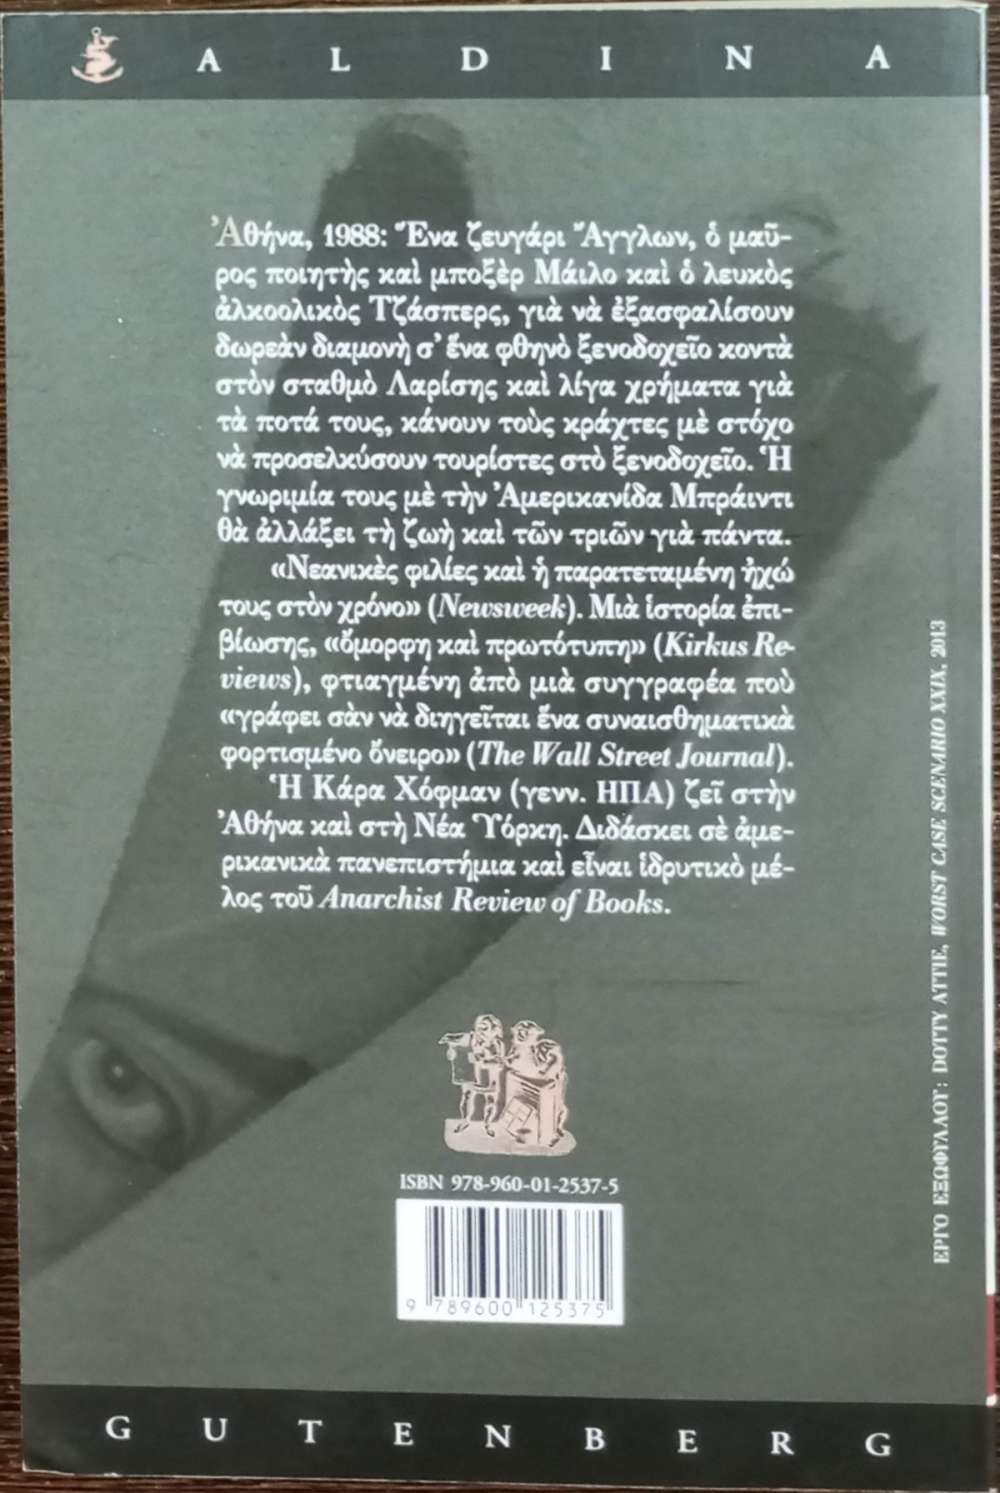 A L D I N A
Ἀθήνα, 1988: Ἕνα ζευγάρι Ἄγγλων, ὁ μαῦ-
ρος ποιητὴς καὶ μποξὲρ Μάιλο καὶ ὁ λευκὸς
ἀλκοολικὸς Τζάσπερς, γιὰ νὰ ἐξασφαλίσουν
δωρεὰν διαμονὴ σ’ ἕνα φθηνὸ ξενοδοχεῖο κοντὰ
στὸν σταθμὸ Λαρίσης καὶ λίγα χρήματα γιὰ
τὰ ποτά τους, κάνουν τοὺς κράχτες μὲ στόχο
νὰ προσελκύσουν τουρίστες στὸ ξενοδοχεῖο. Ἡ
γνωριμία τους μὲ τὴν Ἀμερικανίδα Μπράιντι
θὰ ἀλλάξει τὴ ζωὴ καὶ τῶν τριῶν γιὰ πάντα.
«Νεανικὲς φιλίες καὶ ἡ παρατεταμένη ἠχώ
τους στὸν χρόνο» (Newsweek). Μιὰ ἱστορία ἐπι-
βίωσης, «ὄμορφη καὶ πρωτότυπη» (Kirkus Re-
views), φτιαγμένη ἀπὸ μιὰ συγγραφέα ποὺ
«γράφει σὰν νὰ διηγεῖται ἕνα συναισθηματικὰ
φορτισμένο ὄνειρο» (The Wall Street Journal).
Ἡ Κάρα Χόφμαν (γενν. ΗΠΑ) ζεῖ στὴν
Ἀθήνα καὶ στὴ Νέα Ὑόρκη. Διδάσκει σὲ ἀμε-
ρικανικὰ πανεπιστήμια καὶ εἶναι ἱδρυτικὸ μέ-
λος τοῦ Anarchist Review of Books.
ΕΡΓΟ ΕΞΩΦΥΛΛΟΥ: DOTTY ATTIE, WORST CASE SCENARIO XXIX, 2013
ISBN 978-960-01-2537-5
9 789600 125375
G U T E N B E R G